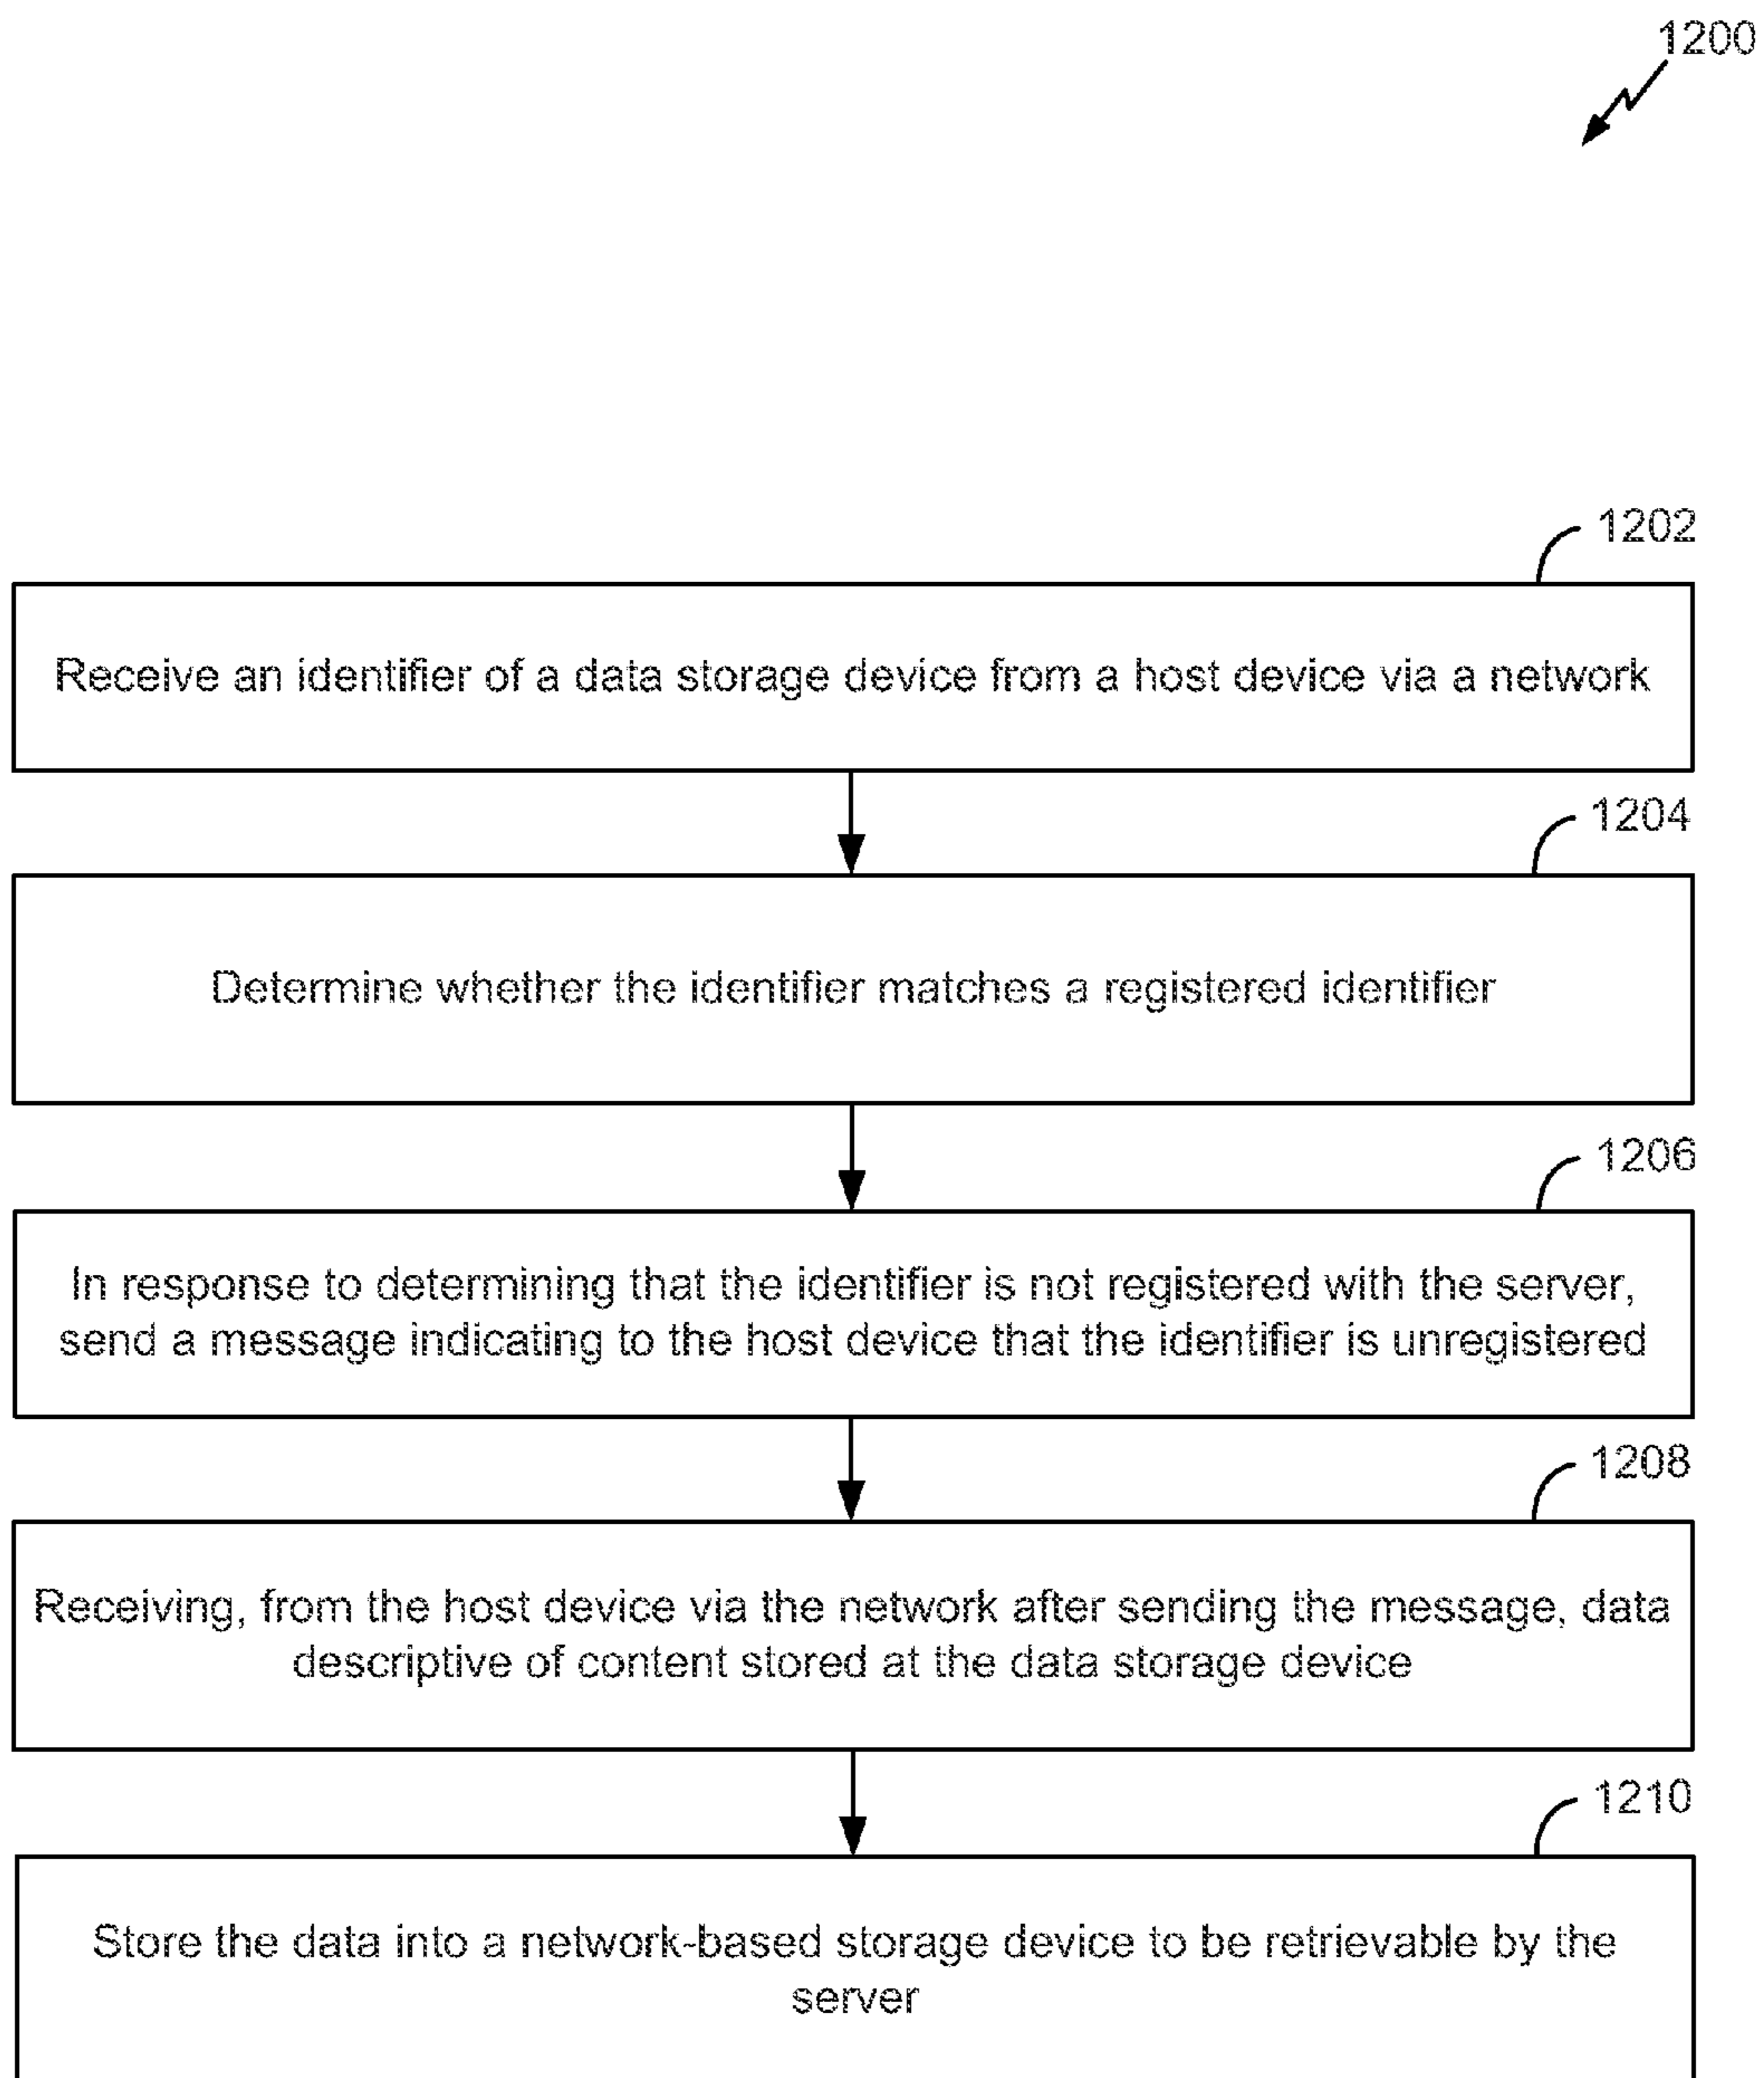 1200
1202
Receive an identifier of a data storage device from a host device via a network
1204
Determine whether the identifier matches a registered identifier
1206
In response to determining that the identifier is not registered with the server,
send a message indicating to the host device that the identifier is unregistered
1208
Receiving, from the host device via the network after sending the message, data
descriptive of content stored at the data storage device
1210
Store the data into a network-based storage device to be retrievable by the
server